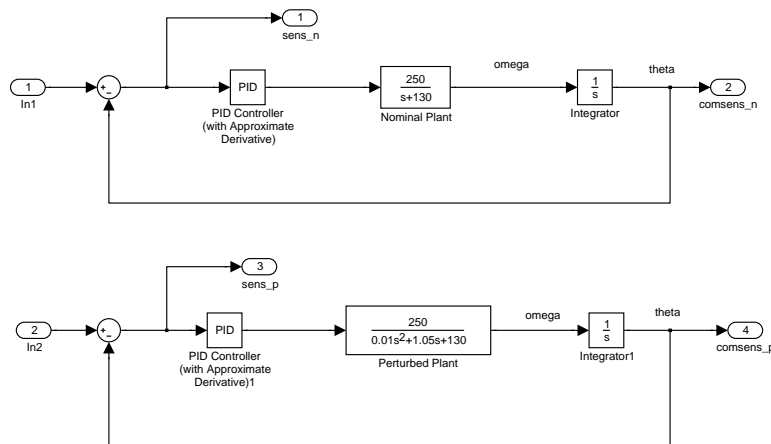 1
sens_n
omega
theta
1
In1
+
−
PID
PID Controller
(with Approximate
Derivative)
250
s+130
Nominal Plant
1
s
Integrator
2
comsens_n
3
sens_p
omega
theta
2
In2
+
−
PID
PID Controller
(with Approximate
Derivative)1
250
0.01s²+1.05s+130
Perturbed Plant
1
s
Integrator1
4
comsens_p